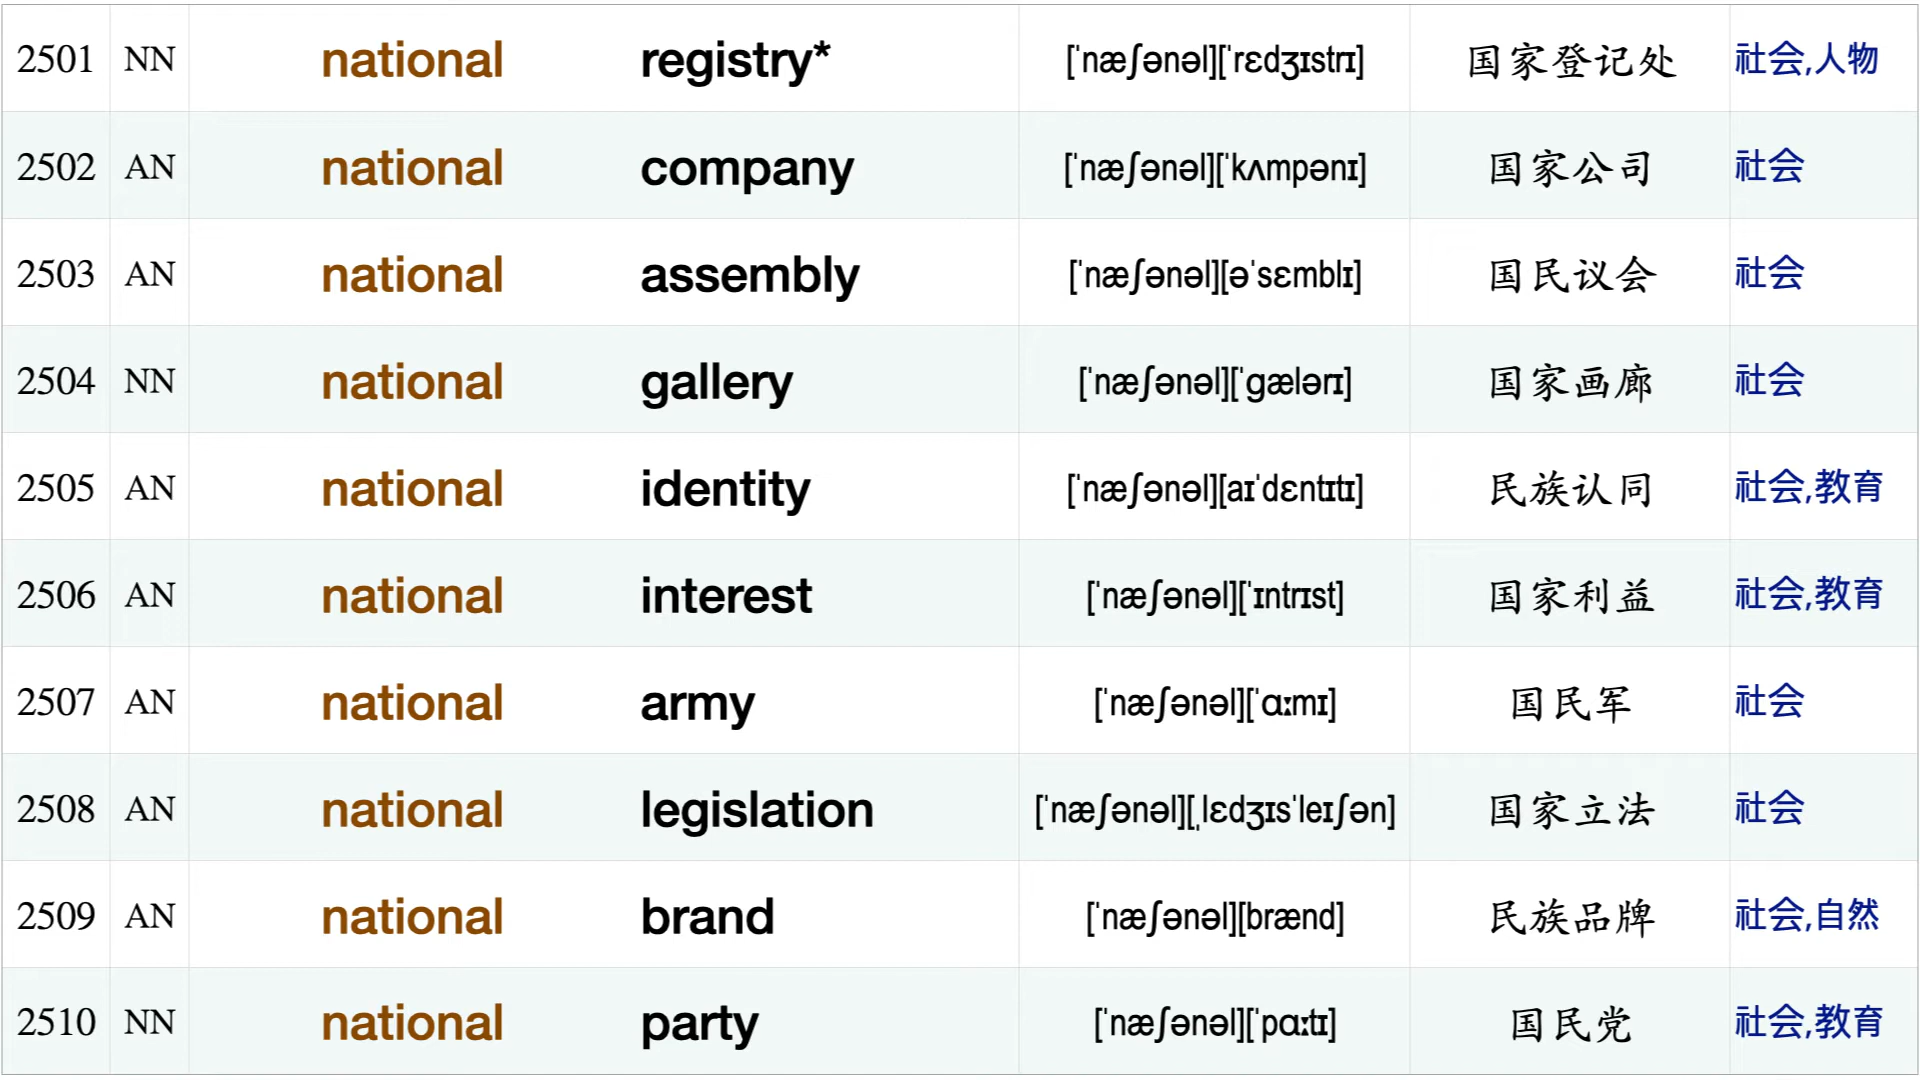 2501 NN national registry* [ˈnæʃənəl][ˈrɛdʒɪstrɪ] 国家登记处 社会,人物
2502 AN national company [ˈnæʃənəl][ˈkʌmpənɪ] 国家公司 社会
2503 AN national assembly [ˈnæʃənəl][əˈsɛmblɪ] 国民议会 社会
2504 NN national gallery [ˈnæʃənəl][ˈɡælərɪ] 国家画廊 社会
2505 AN national identity [ˈnæʃənəl][aɪˈdɛntɪtɪ] 民族认同 社会,教育
2506 AN national interest [ˈnæʃənəl][ˈɪntrɪst] 国家利益 社会,教育
2507 AN national army [ˈnæʃənəl][ˈɑːmɪ] 国民军 社会
2508 AN national legislation [ˈnæʃənəl][ˌlɛdʒɪsˈleɪʃən] 国家立法 社会
2509 AN national brand [ˈnæʃənəl][brænd] 民族品牌 社会,自然
2510 NN national party [ˈnæʃənəl][ˈpɑːtɪ] 国民党 社会,教育